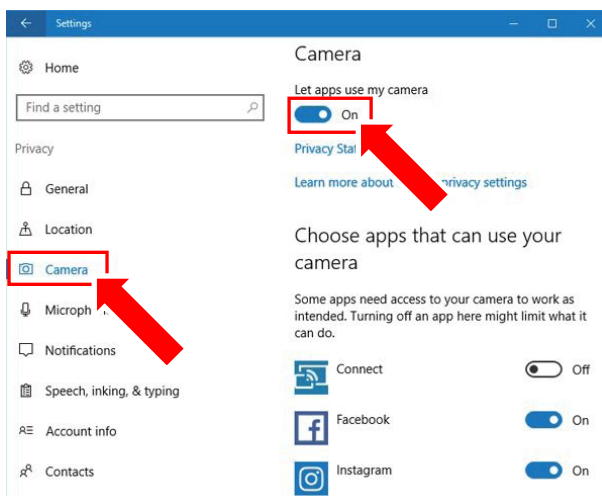 Settings
Home
Find a setting
Privacy
General
Location
Camera
Microph
Notifications
Speech, inking, & typing
Account info
Contacts
Camera
Let apps use my camera
On
Privacy
Learn more about privacy settings
Choose apps that can use your
camera
Some apps need access to your camera to work as
intended. Turning off an app here might limit what it
can do.
Connect
Off
Facebook
On
Instagram
On